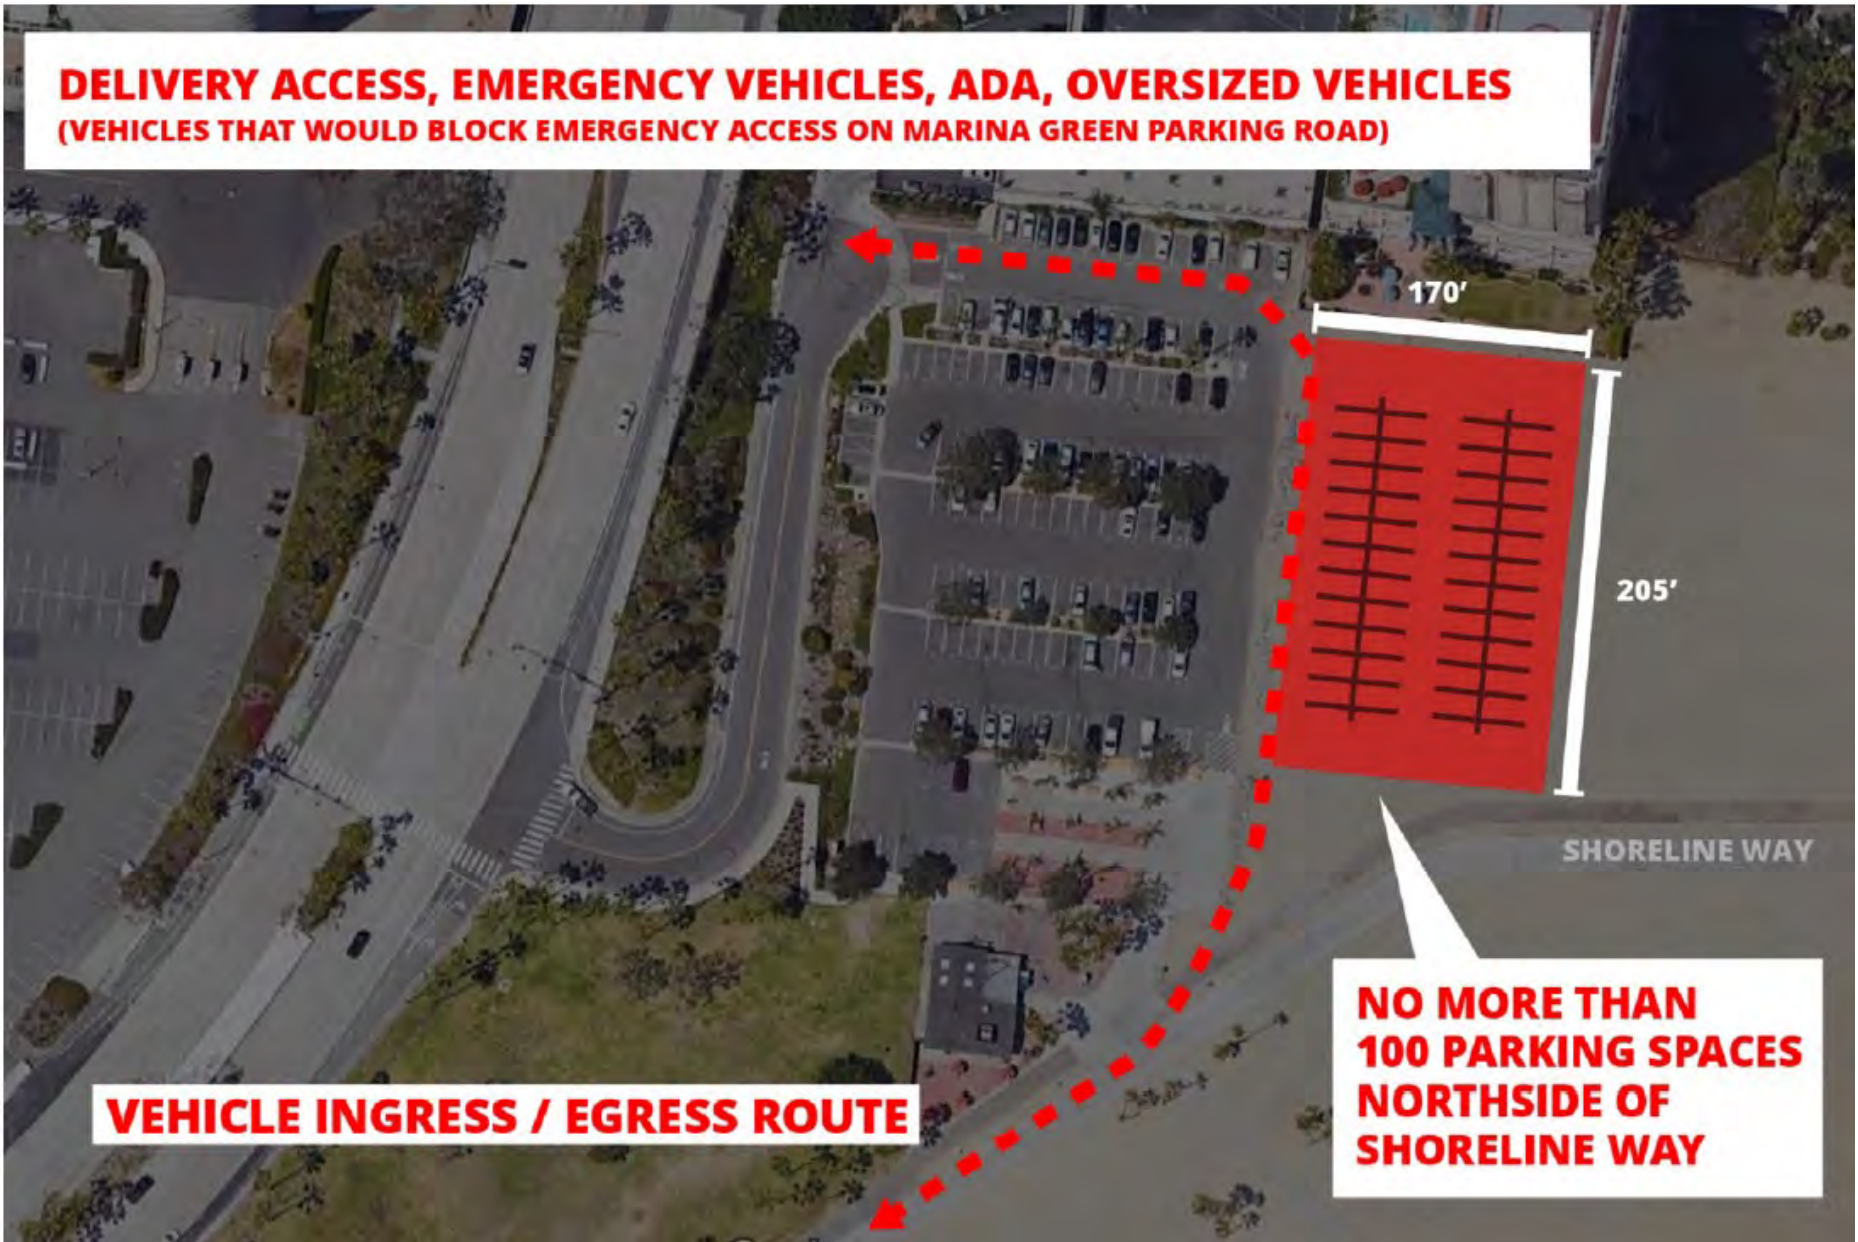 DELIVERY ACCESS, EMERGENCY VEHICLES, ADA, OVERSIZED VEHICLES
(VEHICLES THAT WOULD BLOCK EMERGENCY ACCESS ON MARINA GREEN PARKING ROAD)
170’
205’
SHORELINE WAY
NO MORE THAN
100 PARKING SPACES
NORTHSIDE OF
SHORELINE WAY
VEHICLE INGRESS / EGRESS ROUTE